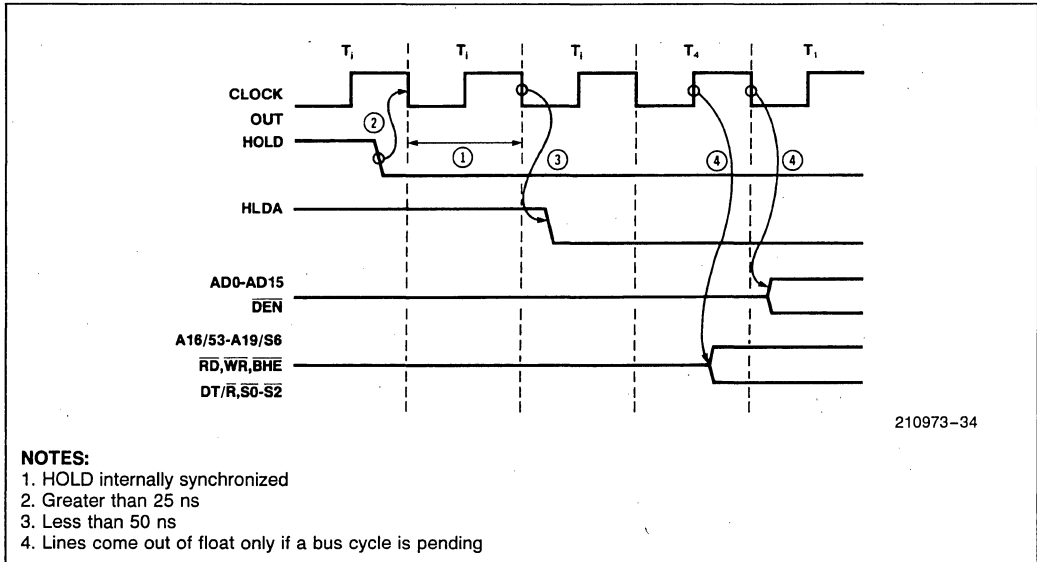 Ti Ti Ti T4 T1
CLOCK
OUT
2
HOLD
1
3
4
4
HLDA
AD0-AD15
DEN
A16/53-A19/S6
RD,WR,BHE
DT/R,S0-S2
210973-34
NOTES:
1. HOLD internally synchronized
2. Greater than 25 ns
3. Less than 50 ns
4. Lines come out of float only if a bus cycle is pending